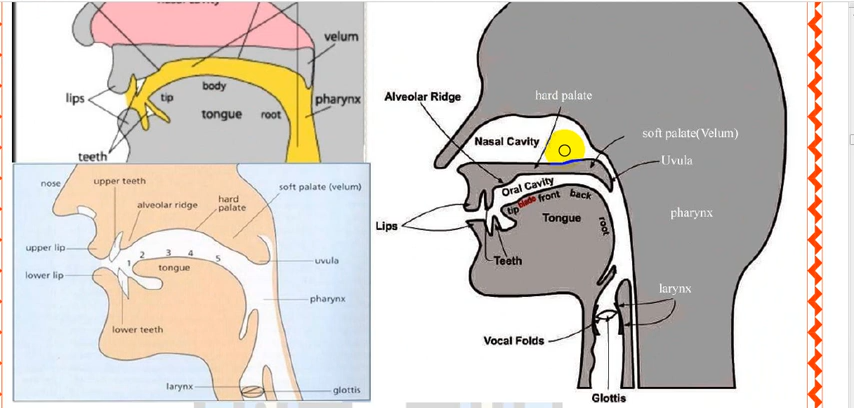 nasal cavity
velum
lips
body
tip
tongue
root
pharynx
teeth
nose
upper teeth
soft palate (velum)
alveolar ridge
hard
palate
upper lip
lower lip
1 2 3 4 5
tongue
uvula
pharynx
lower teeth
larynx
glottis
Alveolar Ridge
hard palate
soft palate(Velum)
Nasal Cavity
Uvula
Oral Cavity
tip blade front back
Tongue
root
pharynx
Lips
Teeth
larynx
Vocal Folds
Glottis